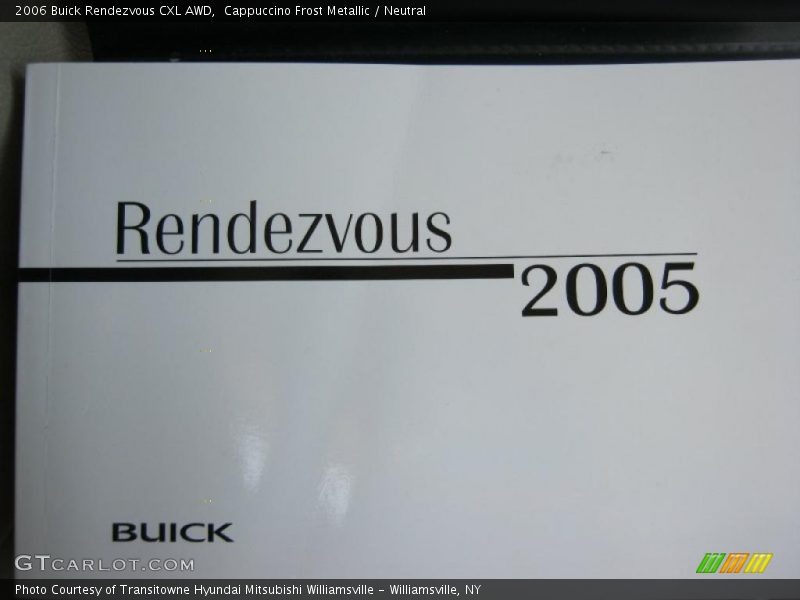 2006 Buick Rendezvous CXL AWD,  Cappuccino Frost Metallic / Neutral
Rendezvous
2005
BUICK
GTCARLOT.COM
Photo Courtesy of Transitowne Hyundai Mitsubishi Williamsville - Williamsville, NY